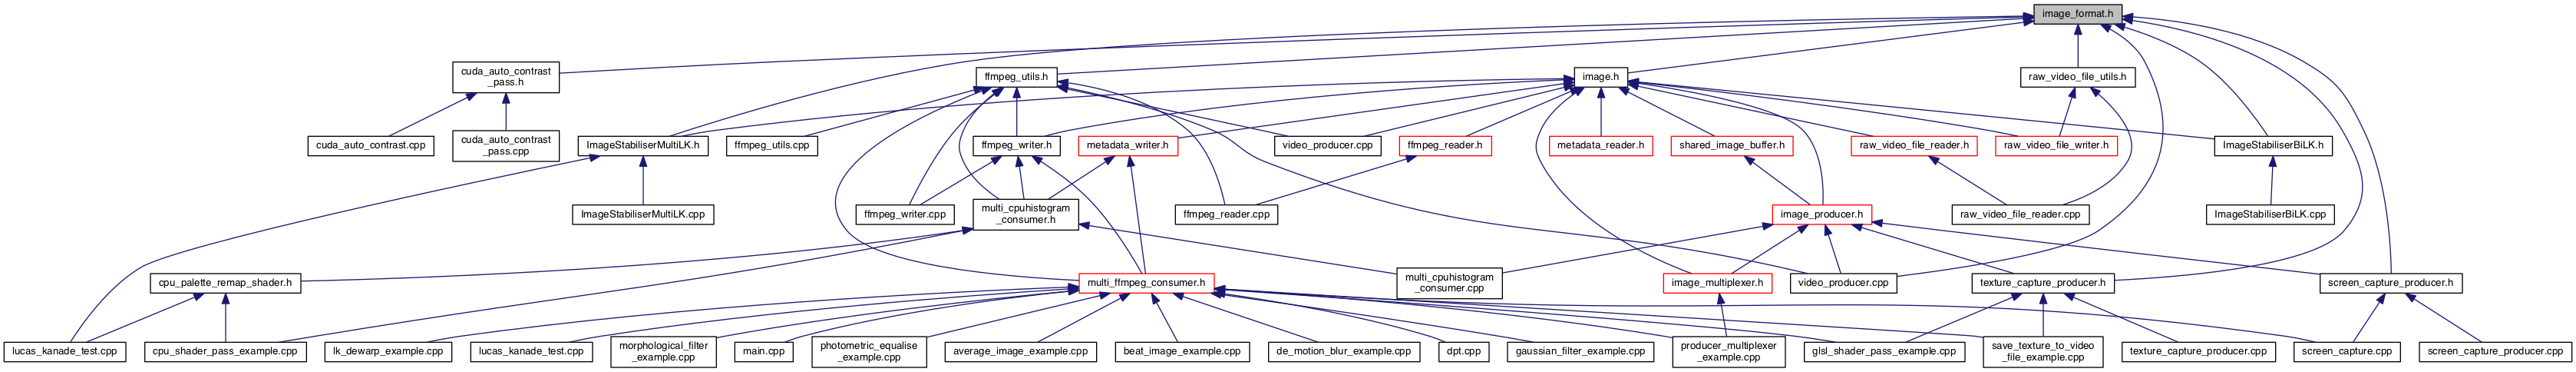 image_format.h
cuda_auto_contrast
_pass.h
ffmpeg_utils.h
image.h
raw_video_file_utils.h
cuda_auto_contrast.cpp
cuda_auto_contrast
_pass.cpp
ImageStabiliserMultiLK.h
ffmpeg_utils.cpp
ffmpeg_writer.h
metadata_writer.h
video_producer.cpp
ffmpeg_reader.h
metadata_reader.h
shared_image_buffer.h
raw_video_file_reader.h
raw_video_file_writer.h
ImageStabiliserBiLK.h
ImageStabiliserMultiLK.cpp
ffmpeg_writer.cpp
multi_cpuhistogram
_consumer.h
ffmpeg_reader.cpp
image_producer.h
raw_video_file_reader.cpp
ImageStabiliserBiLK.cpp
cpu_palette_remap_shader.h
multi_ffmpeg_consumer.h
multi_cpuhistogram
_consumer.cpp
image_multiplexer.h
video_producer.cpp
texture_capture_producer.h
screen_capture_producer.h
lucas_kanade_test.cpp
cpu_shader_pass_example.cpp
lk_dewarp_example.cpp
lucas_kanade_test.cpp
morphological_filter
_example.cpp
main.cpp
photometric_equalise
_example.cpp
average_image_example.cpp
beat_image_example.cpp
de_motion_blur_example.cpp
dpt.cpp
gaussian_filter_example.cpp
producer_multiplexer
_example.cpp
glsl_shader_pass_example.cpp
save_texture_to_video
_file_example.cpp
texture_capture_producer.cpp
screen_capture.cpp
screen_capture_producer.cpp